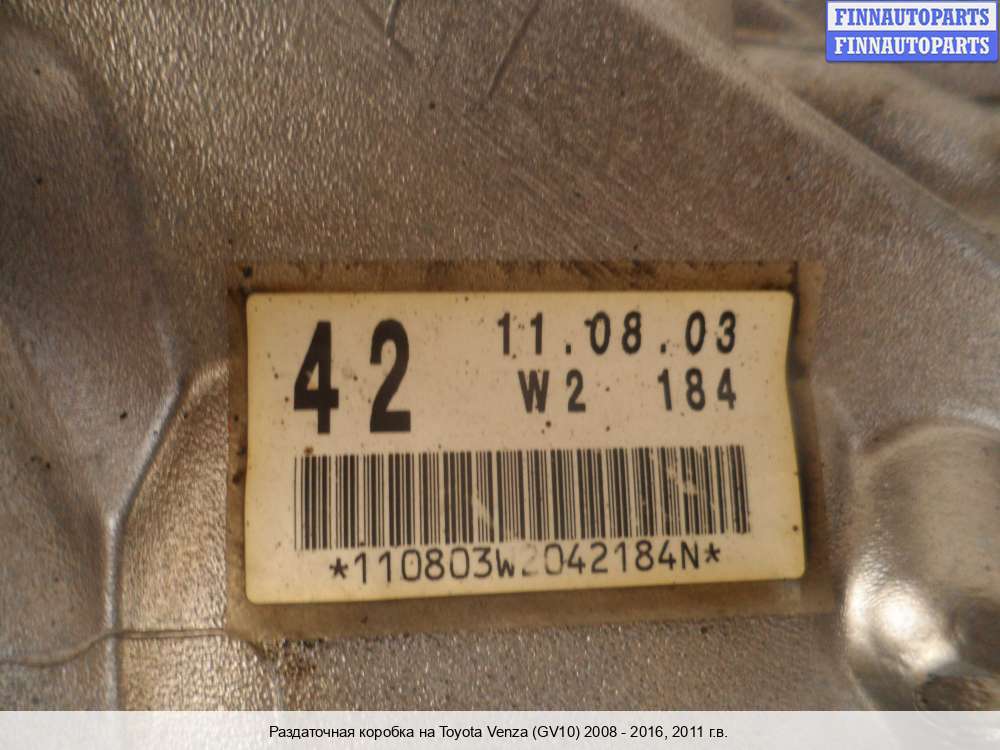 FINNAUTOPARTS
FINNAUTOPARTS
42
11.08.03
W2 184
*110803W2042184N*
Раздаточная коробка на Toyota Venza (GV10) 2008 - 2016, 2011 г.в.